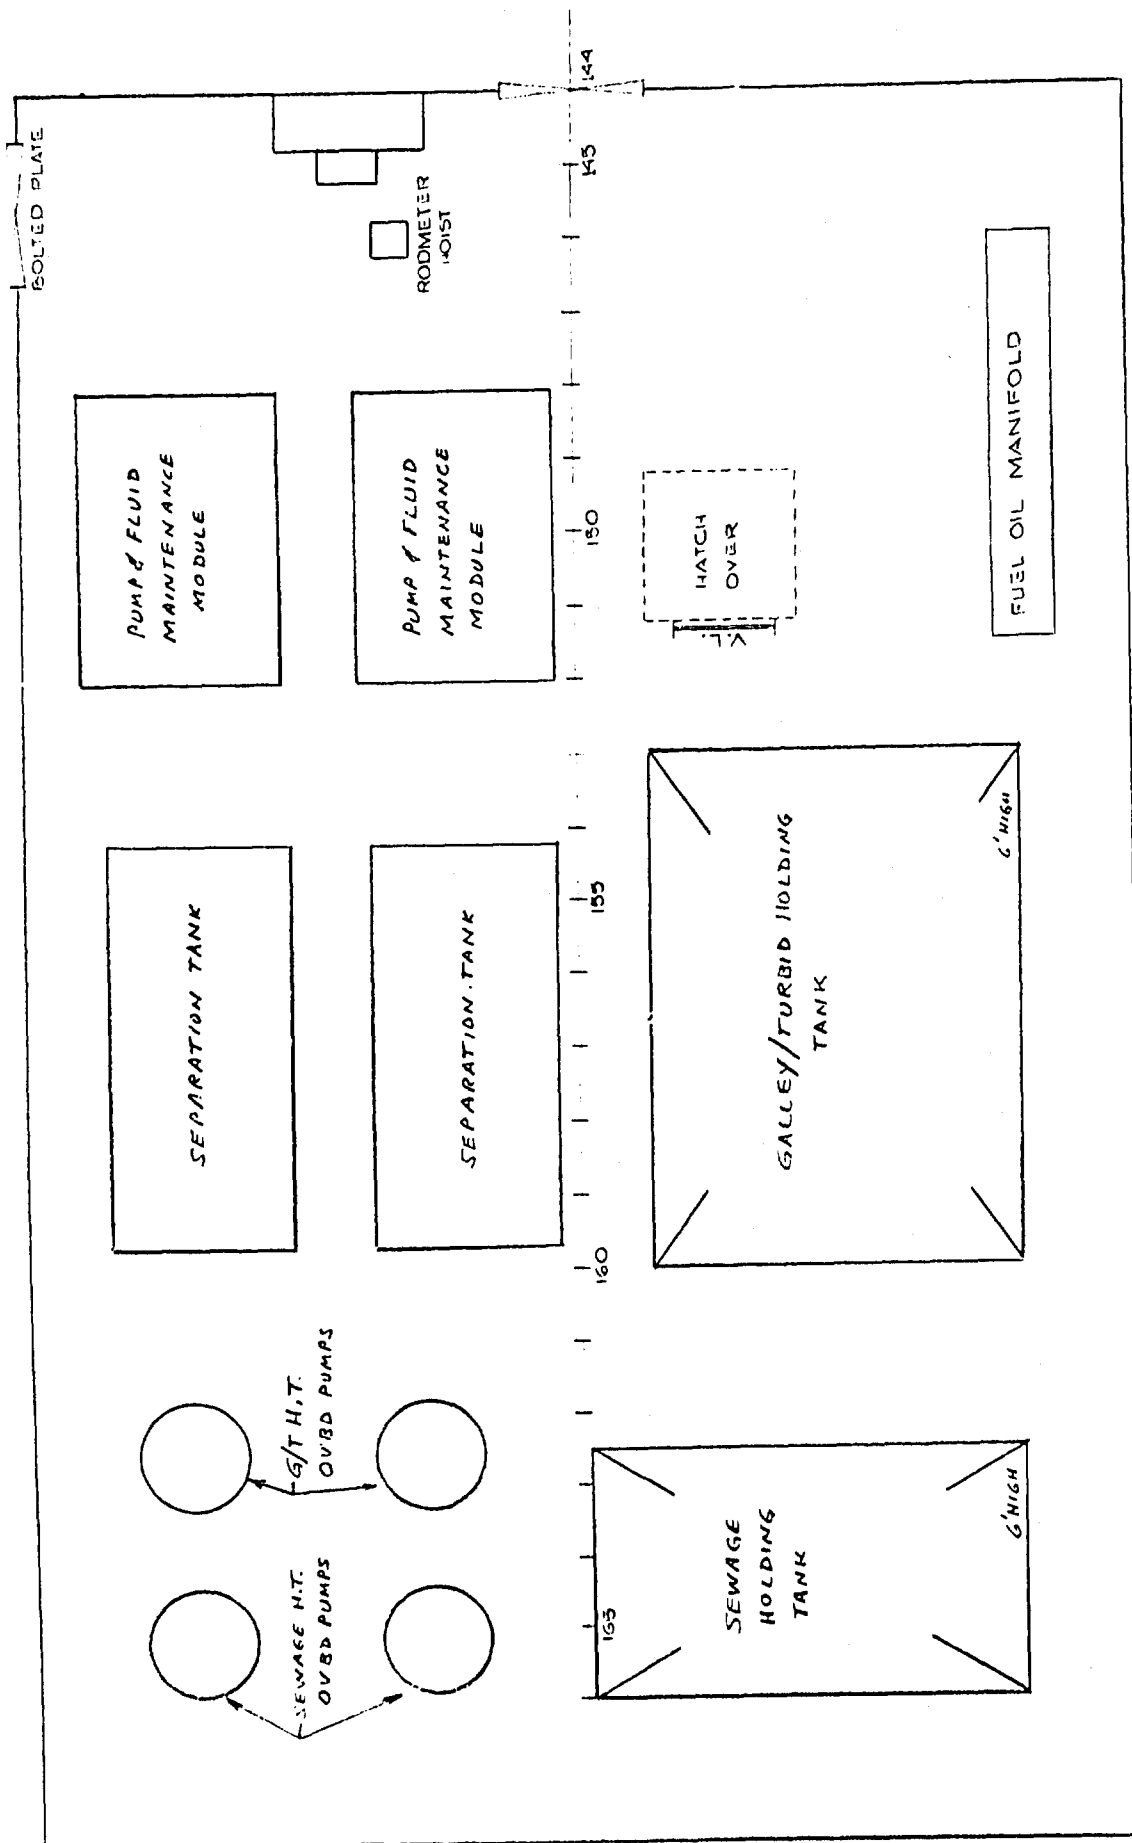 BOLTED PLATE
RODMETER
HOIST
144
145
PUMP & FLUID
MAINTENANCE
MODULE
PUMP & FLUID
MAINTENANCE
MODULE
150
HATCH
OVER
V.L.
FUEL OIL MANIFOLD
SEPARATION TANK
SEPARATION TANK
155
GALLEY/TURBID HOLDING
TANK
6' HIGH
160
G/T H.T.
OVBD PUMPS
SEWAGE H.T.
OVBD PUMPS
165
SEWAGE
HOLDING
TANK
6' HIGH